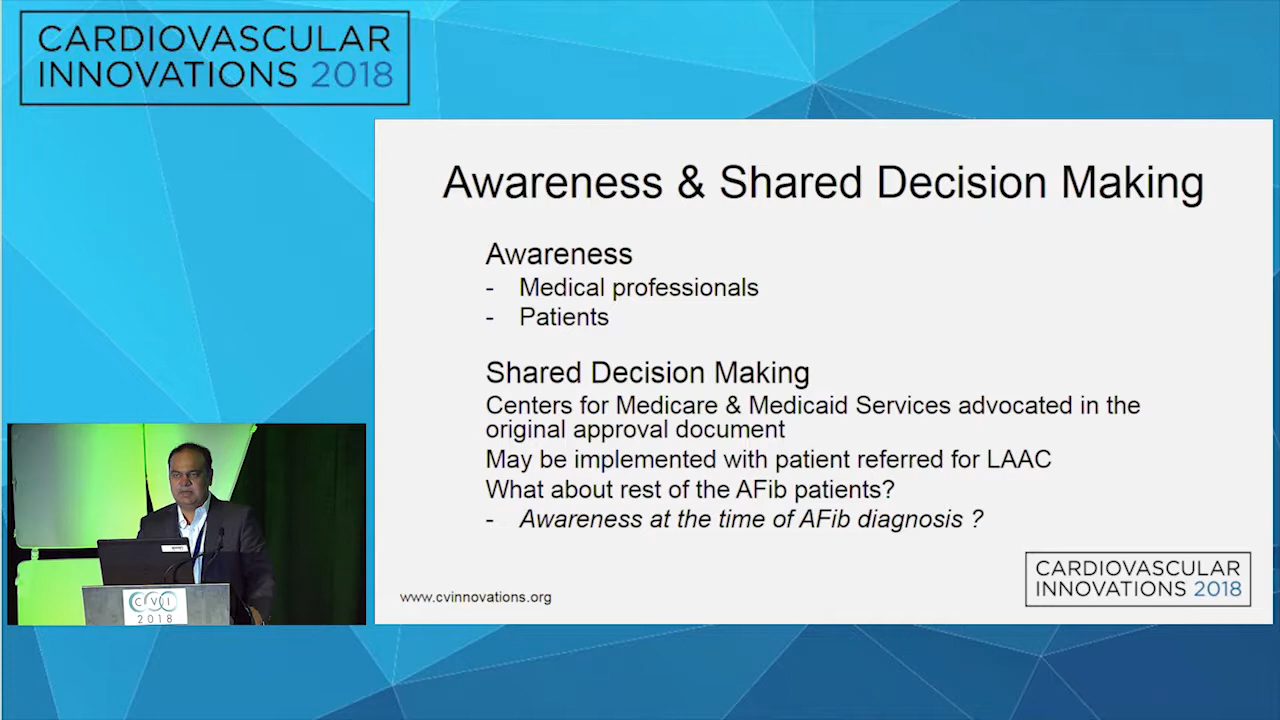 CARDIOVASCULAR
INNOVATIONS 2018
Awareness & Shared Decision Making
Awareness
- Medical professionals
- Patients
Shared Decision Making
Centers for Medicare & Medicaid Services advocated in the
original approval document
May be implemented with patient referred for LAAC
What about rest of the AFib patients?
- Awareness at the time of AFib diagnosis ?
www.cvinnovations.org
CARDIOVASCULAR
INNOVATIONS 2018
CVI
2018